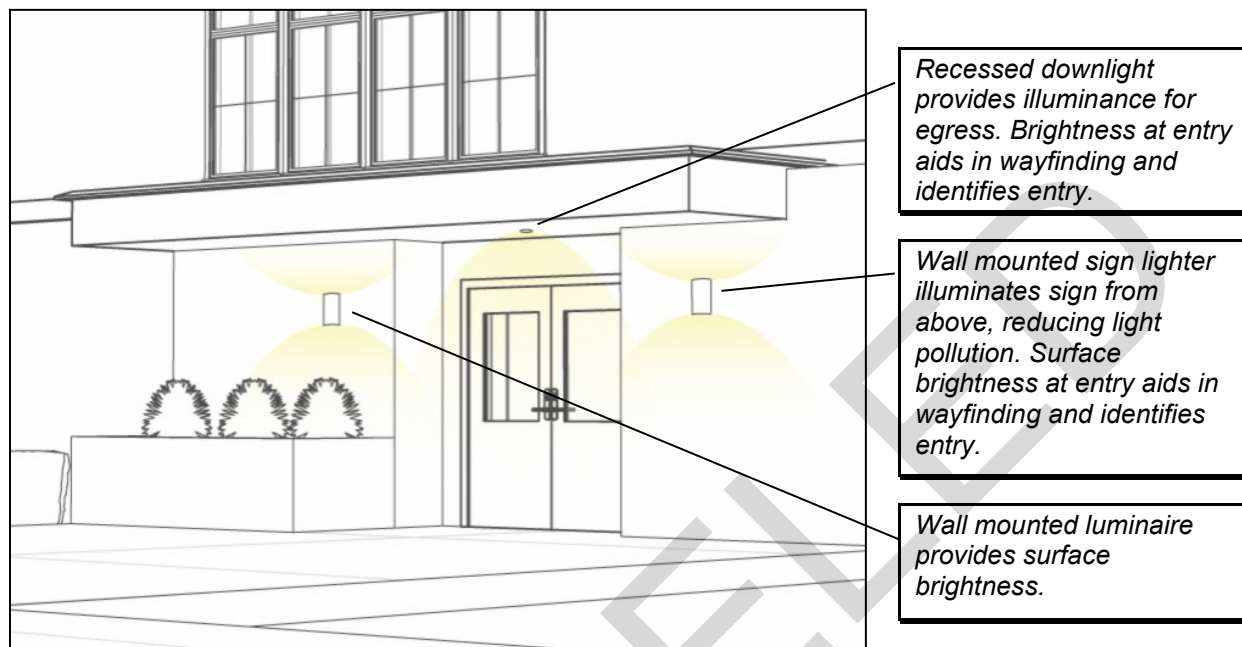 Recessed downlight
provides illuminance for
egress. Brightness at entry
aids in wayfinding and
identifies entry.
Wall mounted sign lighter
illuminates sign from
above, reducing light
pollution. Surface
brightness at entry aids in
wayfinding and identifies
entry.
Wall mounted luminaire
provides surface
brightness.